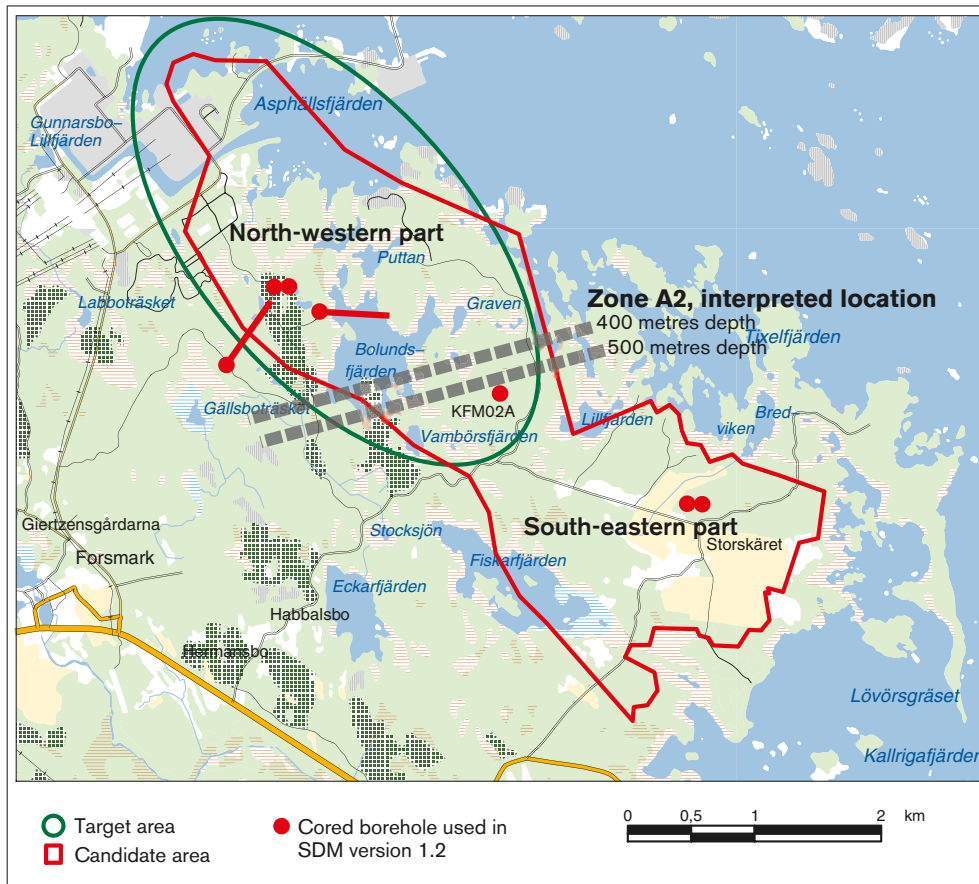 Asphällsfjärden
Gunnarsbo–
Lillfjärden
North-western part
Puttan
Labboträsket
Graven
Zone A2, interpreted location
400 metres depth
Tixelfjärden
500 metres depth
Bolunds-
fjärden
Gällsboträsket
KFM02A
Vambörsfjärden
Lillfjärden
Bred-
viken
Giertzensgårdarna
Forsmark
Stocksjön
South-eastern part
Storskäret
Fiskarfjärden
Eckarfjärden
Habbalsbo
Hermansbo
Lövörsgräset
Kallrigafjärden
Target area
Candidate area
Cored borehole used in
SDM version 1.2
0 0,5 1 2 km